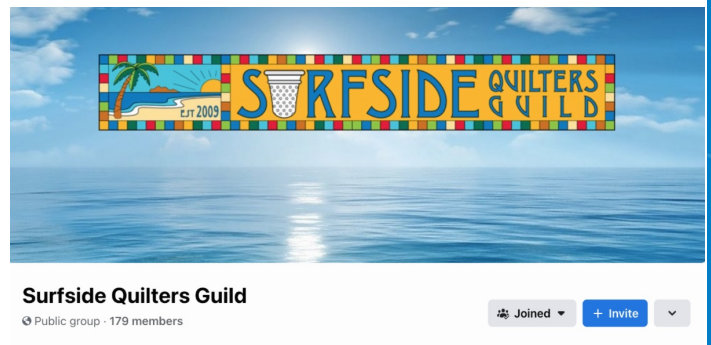 EST 2009
SURFSIDE QUILTERS
GUILD
Surfside Quilters Guild
Public group · 179 members
Joined
+ Invite